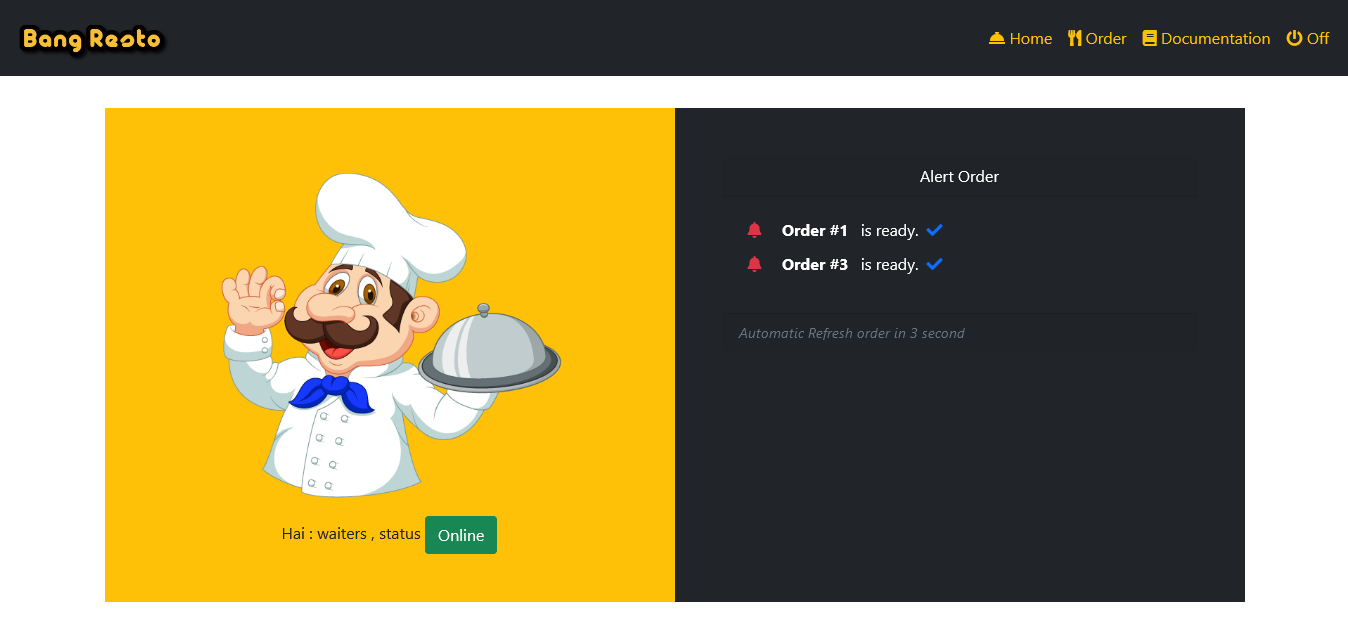 Bang Resto
Home Order Documentation Off
Alert Order
Order #1 is ready.
Order #3 is ready.
Automatic Refresh order in 3 second
Hai : waiters , status Online